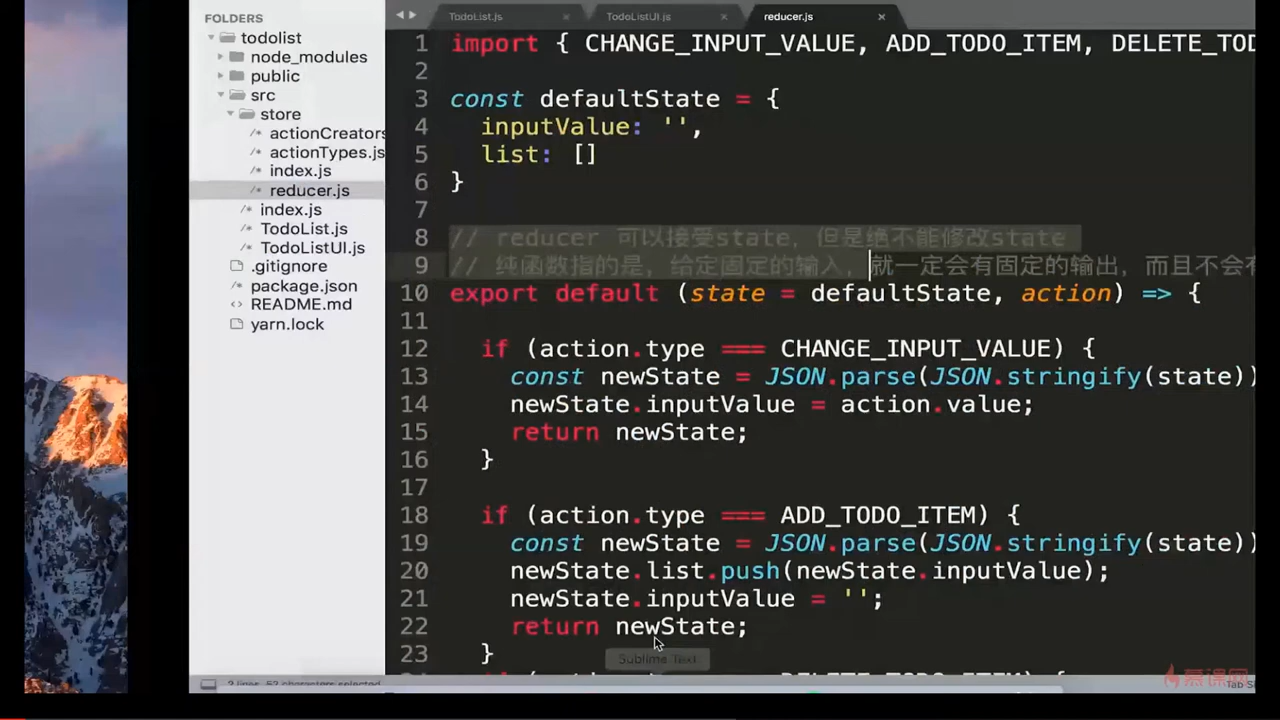 FOLDERS
todolist
node_modules
public
src
store
actionCreators
actionTypes.js
index.js
reducer.js
index.js
TodoList.js
TodoListUI.js
.gitignore
package.json
README.md
yarn.lock
TodoList.js
TodoListUI.js
reducer.js
1 import { CHANGE_INPUT_VALUE, ADD_TODO_ITEM, DELETE_TOD
2
3 const defaultState = {
4 inputValue: '',
5 list: []
6 }
7
8 // reducer 可以接受state，但是绝不能修改state
9 // 纯函数指的是，给定固定的输入，就一定会有固定的输出，而且不会有
10 export default (state = defaultState, action) => {
11
12 if (action.type === CHANGE_INPUT_VALUE) {
13 const newState = JSON.parse(JSON.stringify(state))
14 newState.inputValue = action.value;
15 return newState;
16 }
17
18 if (action.type === ADD_TODO_ITEM) {
19 const newState = JSON.parse(JSON.stringify(state))
20 newState.list.push(newState.inputValue);
21 newState.inputValue = '';
22 return newState;
23 }
Sublime Text
2 lines, 52 characters selected
慕课网
Tab S